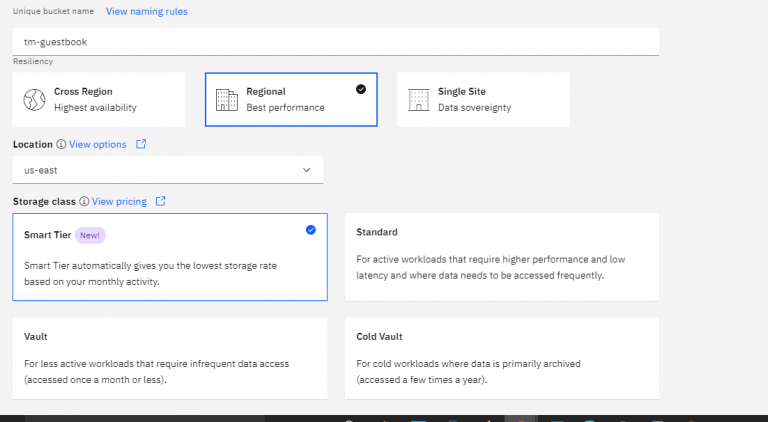 Unique bucket name View naming rules
tm-guestbook
Resiliency
Cross Region
Highest availability
Regional
Best performance
Single Site
Data sovereignty
Location View options
us-east
Storage class View pricing
Smart Tier New!
Smart Tier automatically gives you the lowest storage rate
based on your monthly activity.
Standard
For active workloads that require higher performance and low
latency and where data needs to be accessed frequently.
Vault
For less active workloads that require infrequent data access
(accessed once a month or less).
Cold Vault
For cold workloads where data is primarily archived
(accessed a few times a year).